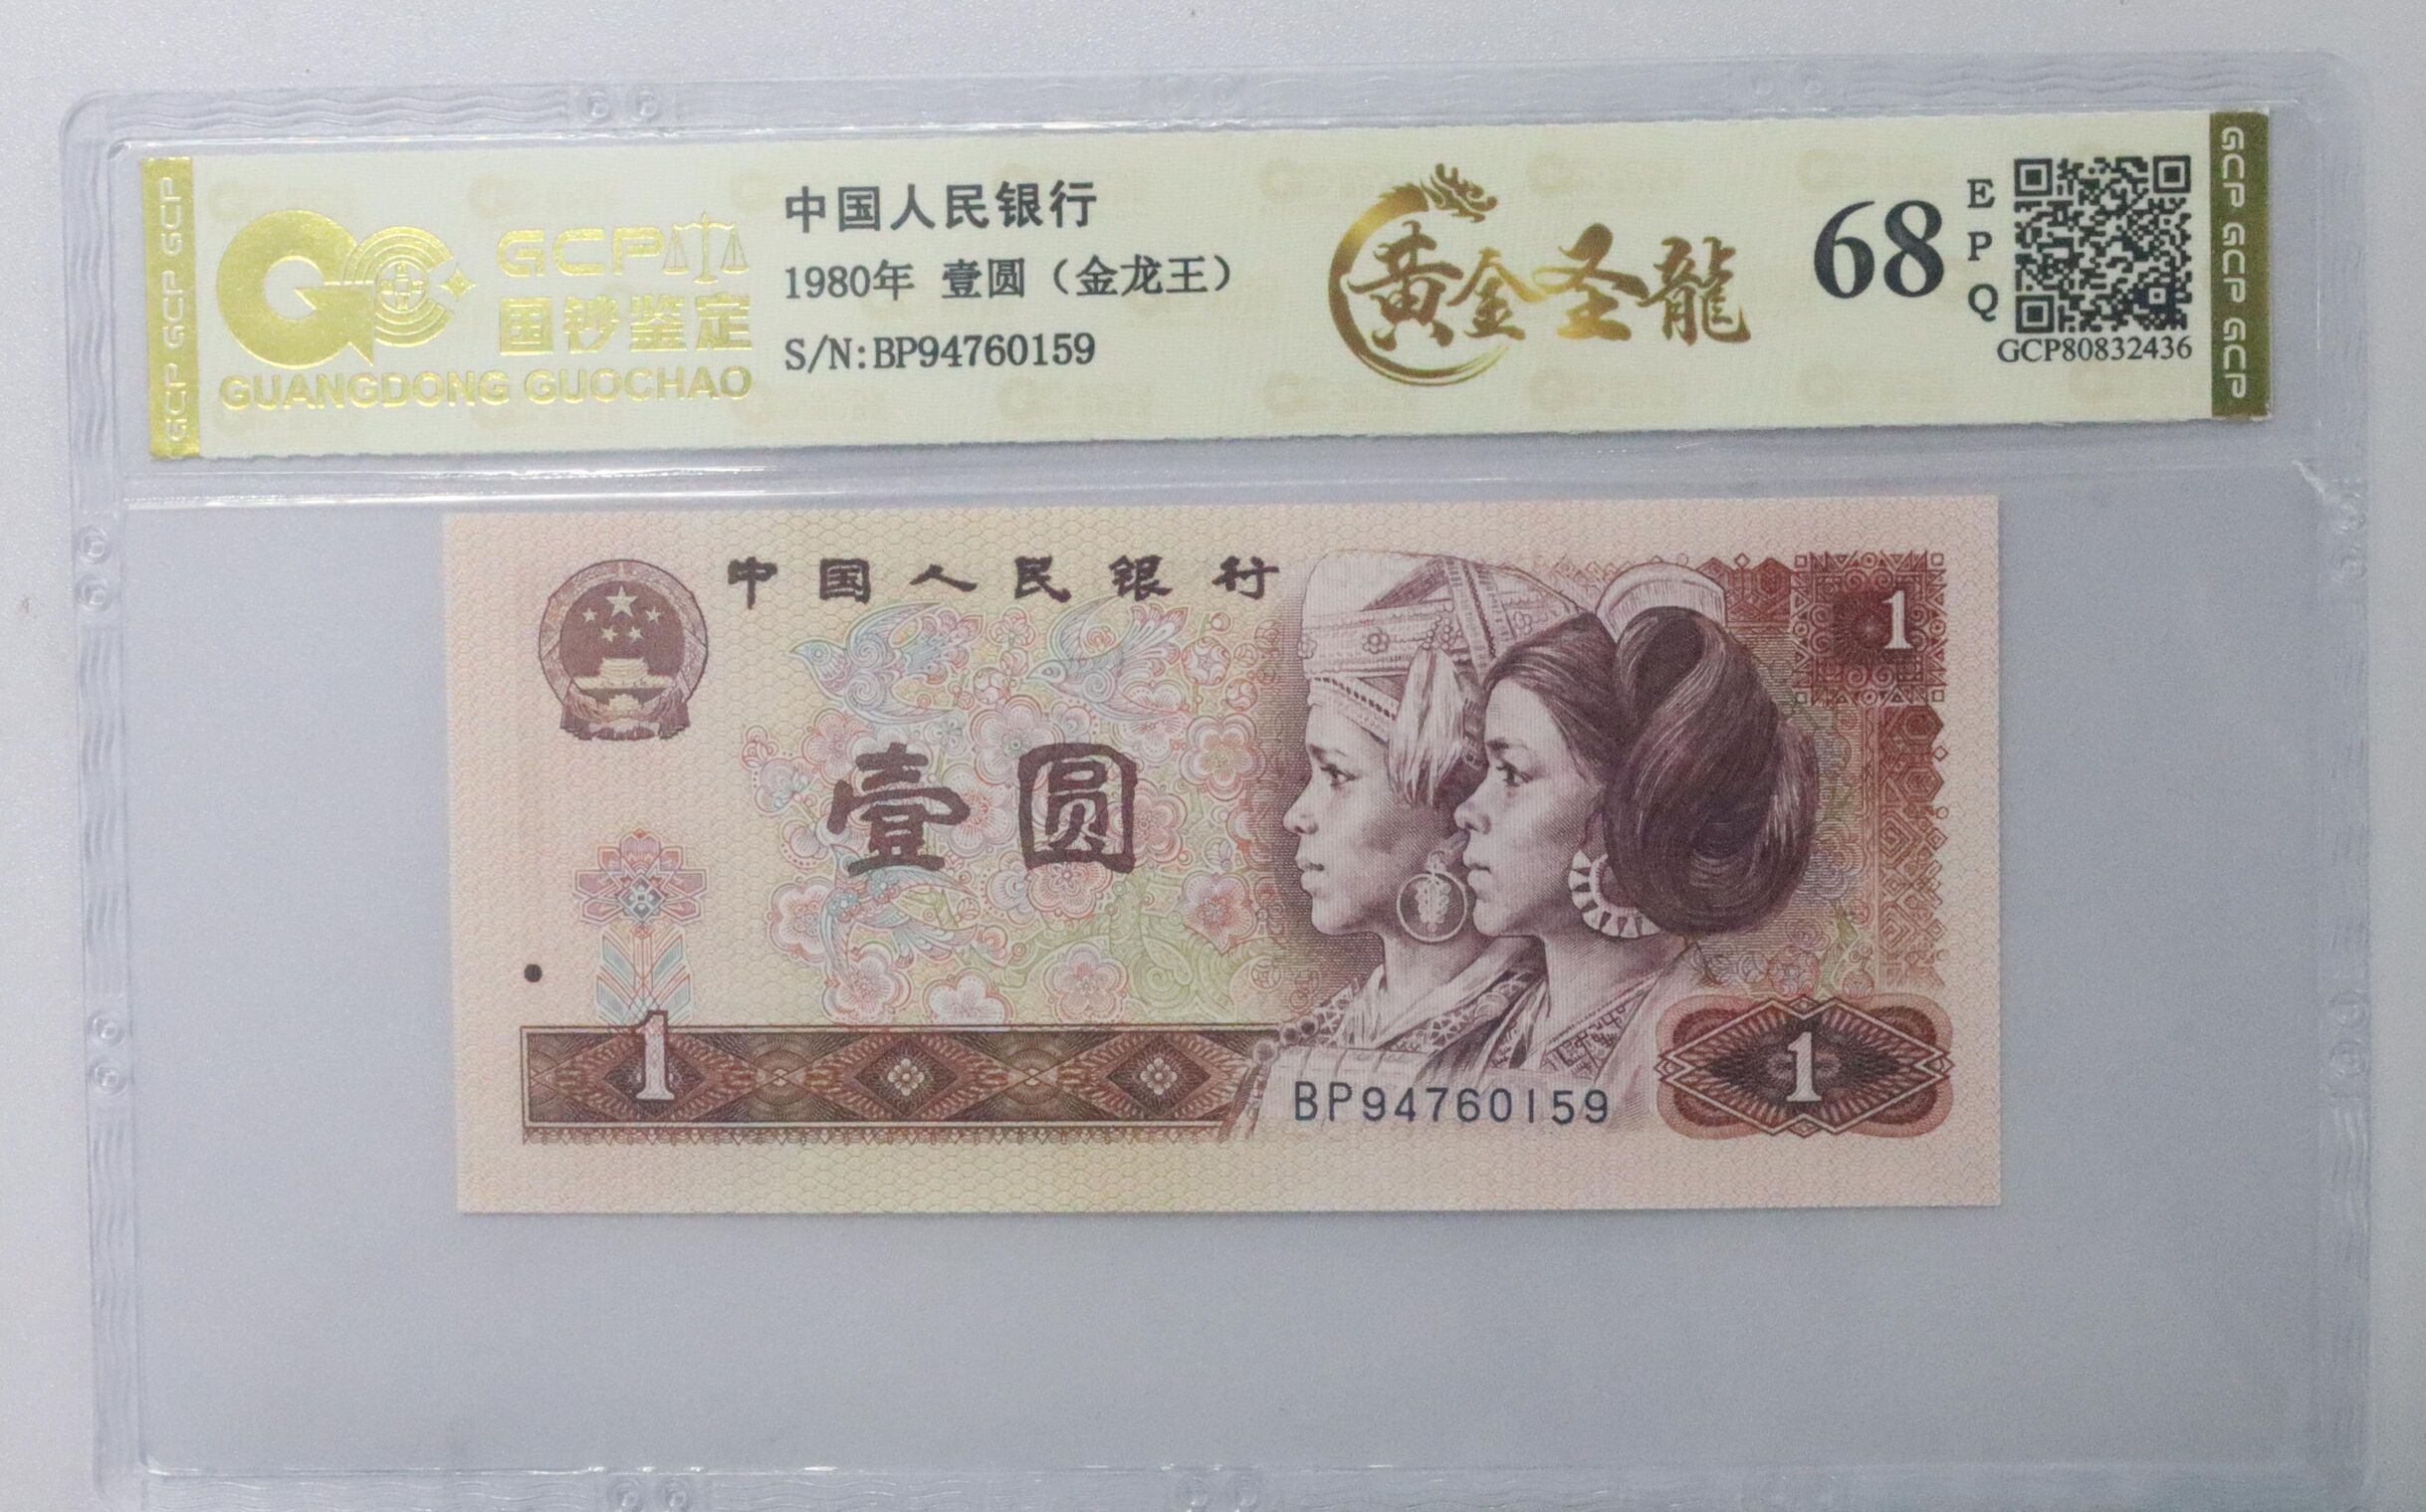 GCP GCP GCP
GCP
国钞鉴定
GUANGDONG GUOCHAO
中国人民银行
1980年 壹圆（金龙王）
S/N:BP94760159
黄金圣龍
68
EPQ
GCP80832436
GCP GCP GCP GCP
中国人民银行
1
壹圆
1
BP94760159
1